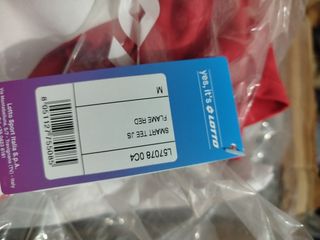 yes, it's LOTTO
L57078 0C4
SMART TEE JS
FLAME RED
M
Lotto Sport Italia S.p.A.